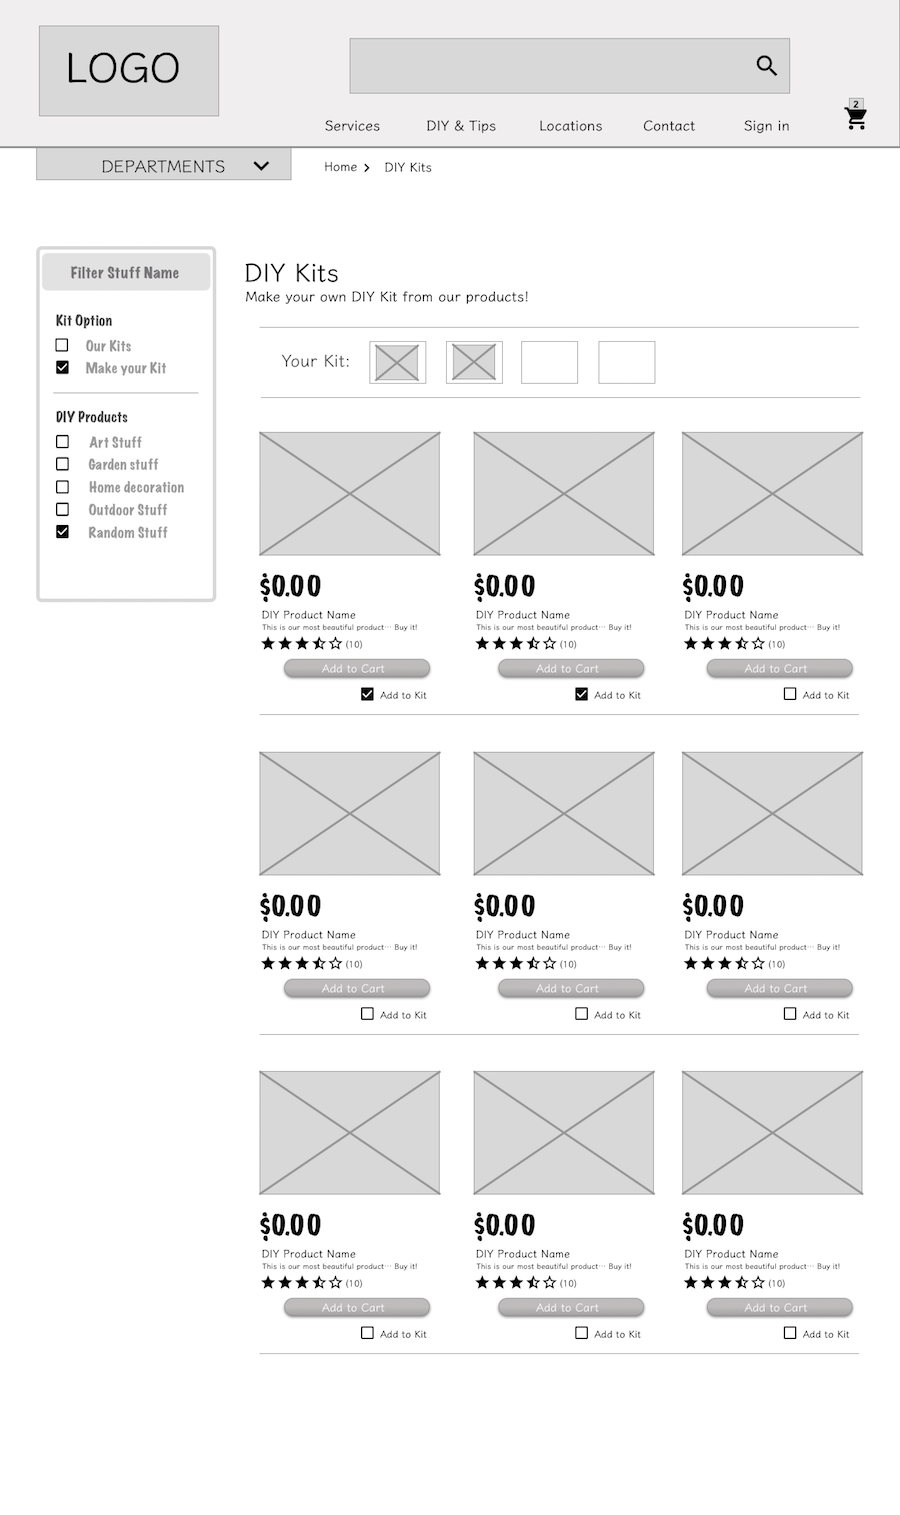 LOGO
Services DIY & Tips Locations Contact Sign in 2
DEPARTMENTS Home DIY Kits
Filter Stuff Name
Kit Option
Our Kits
Make your Kit
DIY Products
Art Stuff
Garden stuff
Home decoration
Outdoor Stuff
Random Stuff
DIY Kits
Make your own DIY Kit from our products!
Your Kit:
$0.00 $0.00 $0.00
DIY Product Name DIY Product Name DIY Product Name
This is our most beautiful product... Buy it! This is our most beautiful product... Buy it! This is our most beautiful product... Buy it!
(10) (10) (10)
Add to Cart Add to Cart Add to Cart
Add to Kit Add to Kit Add to Kit
$0.00 $0.00 $0.00
DIY Product Name DIY Product Name DIY Product Name
This is our most beautiful product... Buy it! This is our most beautiful product... Buy it! This is our most beautiful product... Buy it!
(10) (10) (10)
Add to Cart Add to Cart Add to Cart
Add to Kit Add to Kit Add to Kit
$0.00 $0.00 $0.00
DIY Product Name DIY Product Name DIY Product Name
This is our most beautiful product... Buy it! This is our most beautiful product... Buy it! This is our most beautiful product... Buy it!
(10) (10) (10)
Add to Cart Add to Cart Add to Cart
Add to Kit Add to Kit Add to Kit